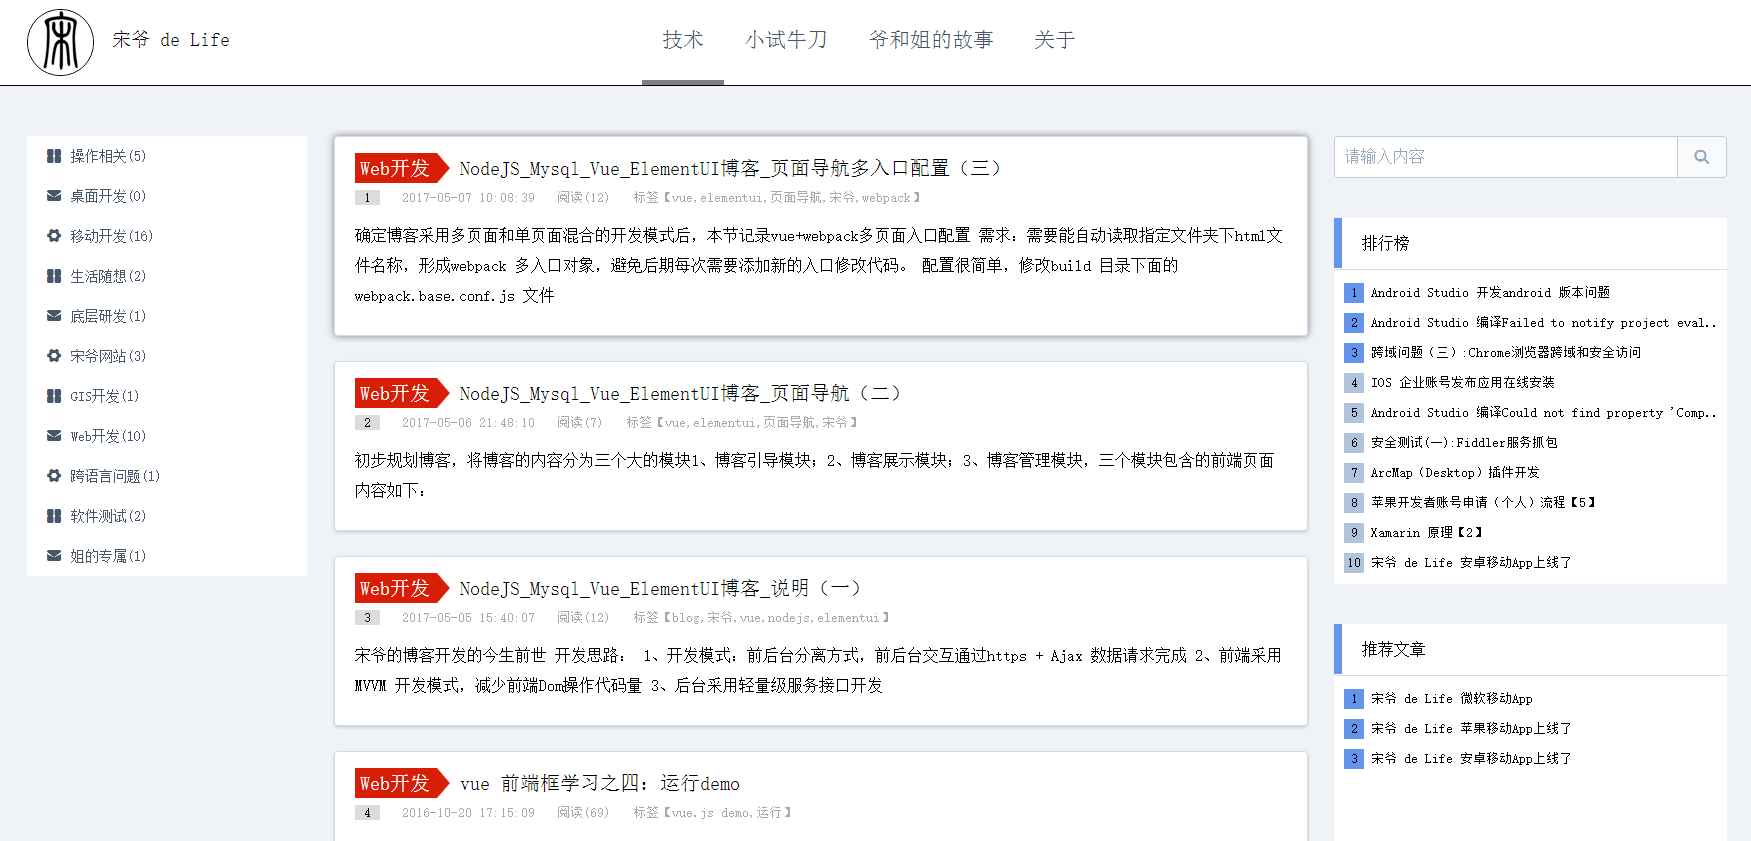 宋爷 de Life
技术
小试牛刀
爷和姐的故事
关于
操作相关(5)
桌面开发(0)
移动开发(16)
生活随想(2)
底层研发(1)
宋爷网站(3)
GIS开发(1)
Web开发(10)
跨语言问题(1)
软件测试(2)
姐的专属(1)
Web开发 NodeJS_Mysql_Vue_ElementUI博客_页面导航多入口配置（三）
1 2017-05-07 10:08:39 阅读(12) 标签【vue,elementui,页面导航,宋爷,webpack】
确定博客采用多页面和单页面混合的开发模式后，本节记录vue+webpack多页面入口配置 需求：需要能自动读取指定文件夹下html文
件名称，形成webpack 多入口对象，避免后期每次需要添加新的入口修改代码。 配置很简单，修改build 目录下面的
webpack.base.conf.js 文件
Web开发 NodeJS_Mysql_Vue_ElementUI博客_页面导航（二）
2 2017-05-06 21:48:10 阅读(7) 标签【vue,elementui,页面导航,宋爷】
初步规划博客，将博客的内容分为三个大的模块1、博客引导模块；2、博客展示模块；3、博客管理模块，三个模块包含的前端页面
内容如下：
Web开发 NodeJS_Mysql_Vue_ElementUI博客_说明（一）
3 2017-05-05 15:40:07 阅读(12) 标签【blog,宋爷,vue,nodejs,elementui】
宋爷的博客开发的今生前世 开发思路： 1、开发模式：前后台分离方式，前后台交互通过https + Ajax 数据请求完成 2、前端采用
MVVM 开发模式，减少前端Dom操作代码量 3、后台采用轻量级服务接口开发
Web开发 vue 前端框学习之四：运行demo
4 2016-10-20 17:15:09 阅读(69) 标签【vue.js demo,运行】
请输入内容
排行榜
1 Android Studio 开发android 版本问题
2 Android Studio 编译Failed to notify project eval..
3 跨域问题（三）:Chrome浏览器跨域和安全访问
4 IOS 企业账号发布应用在线安装
5 Android Studio 编译Could not find property 'Comp..
6 安全测试(一):Fiddler服务抓包
7 ArcMap（Desktop）插件开发
8 苹果开发者账号申请（个人）流程【5】
9 Xamarin 原理【2】
10 宋爷 de Life 安卓移动App上线了
推荐文章
1 宋爷 de Life 微软移动App
2 宋爷 de Life 苹果移动App上线了
3 宋爷 de Life 安卓移动App上线了